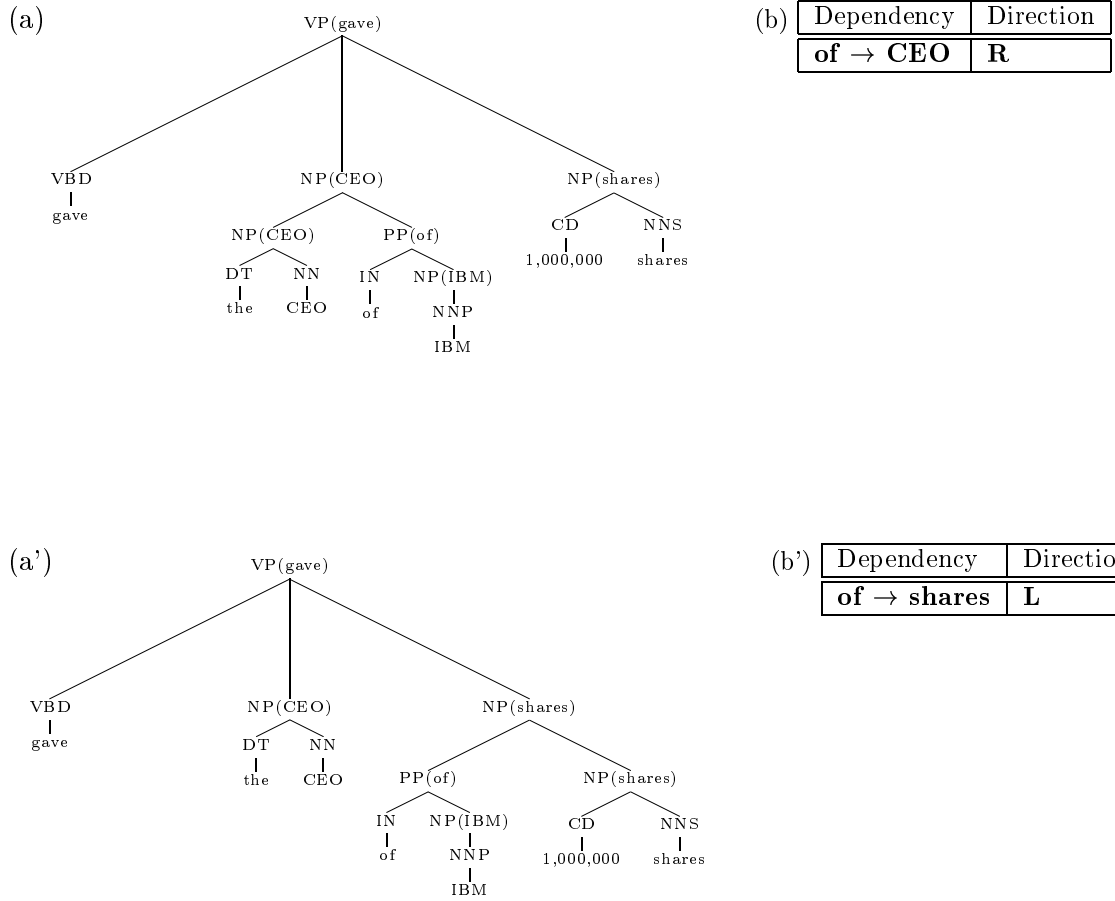 (a)
VP(gave)
(b)
Dependency Direction
of → CEO R
VBD NP(CEO) NP(shares)
gave
CD NNS
NP(CEO) PP(of)
1,000,000 shares
DT NN IN NP(IBM)
the CEO of NNP
IBM
(a')
VP(gave)
(b')
Dependency Directio
of → shares L
VBD NP(CEO) NP(shares)
gave DT NN
the CEO PP(of) NP(shares)
IN NP(IBM) CD NNS
of NNP 1,000,000 shares
IBM